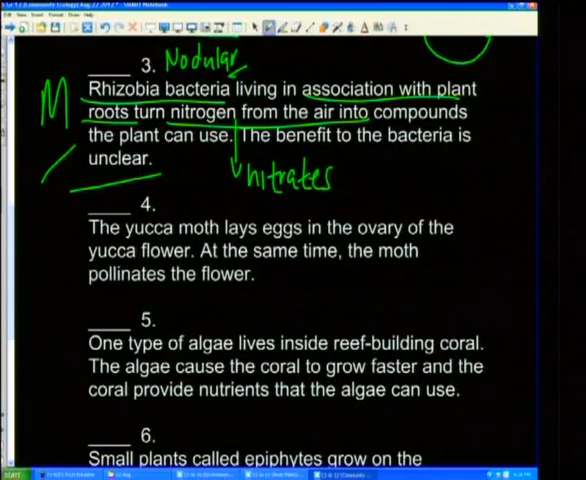 3. Nodular
M
Rhizobia bacteria living in association with plant
roots turn nitrogen from the air into compounds
the plant can use. The benefit to the bacteria is
unclear.
nitrates
4.
The yucca moth lays eggs in the ovary of the
yucca flower. At the same time, the moth
pollinates the flower.
5.
One type of algae lives inside reef-building coral.
The algae cause the coral to grow faster and the
coral provide nutrients that the algae can use.
6.
Small plants called epiphytes grow on the
start